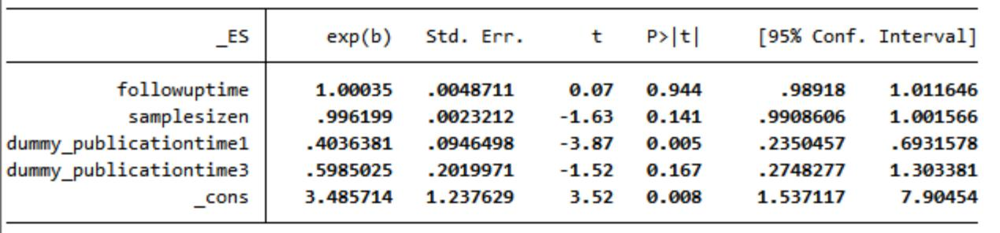 _ES exp(b) Std. Err. t P>|t| [95% Conf. Interval]
followuptime 1.00035 .0048711 0.07 0.944 .98918 1.011646
samplesizen .996199 .0023212 -1.63 0.141 .9908606 1.001566
dummy_publicationtime1 .4036381 .0946498 -3.87 0.005 .2350457 .6931578
dummy_publicationtime3 .5985025 .2019971 -1.52 0.167 .2748277 1.303381
_cons 3.485714 1.237629 3.52 0.008 1.537117 7.90454